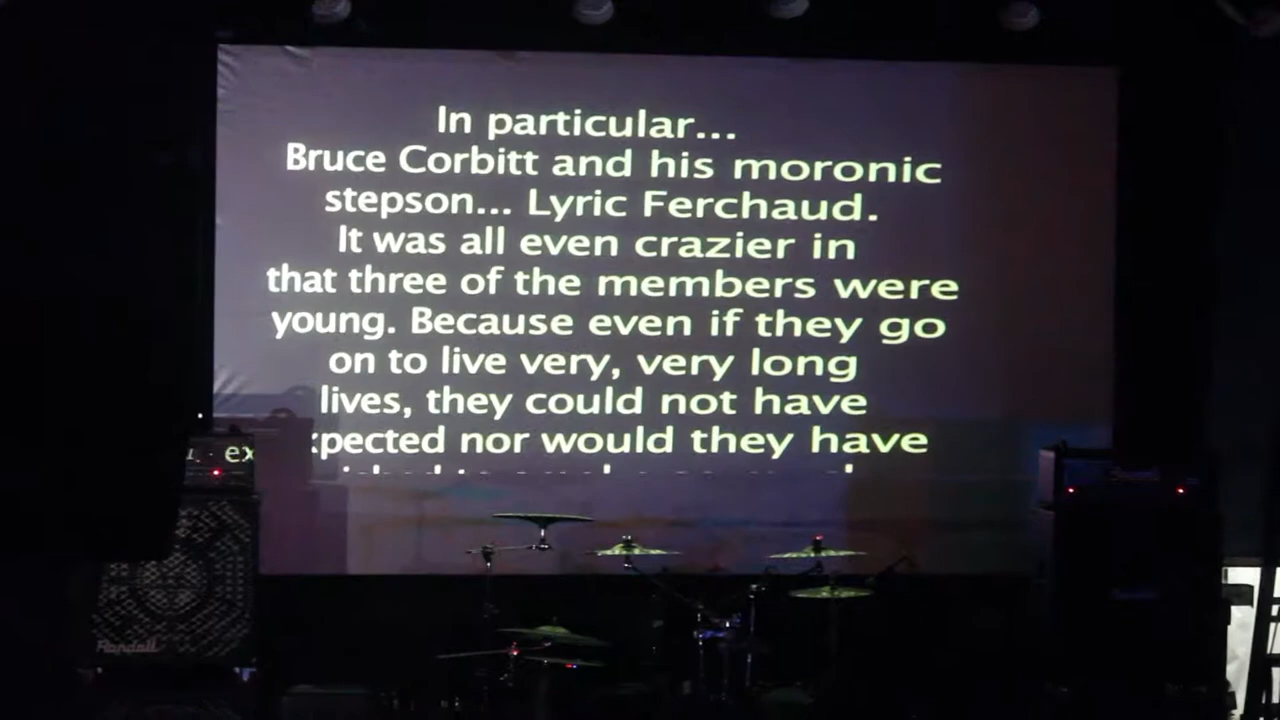 In particular...
Bruce Corbitt and his moronic
stepson... Lyric Ferchaud.
It was all even crazier in
that three of the members were
young. Because even if they go
on to live very, very long
lives, they could not have
expected nor would they have
Randall